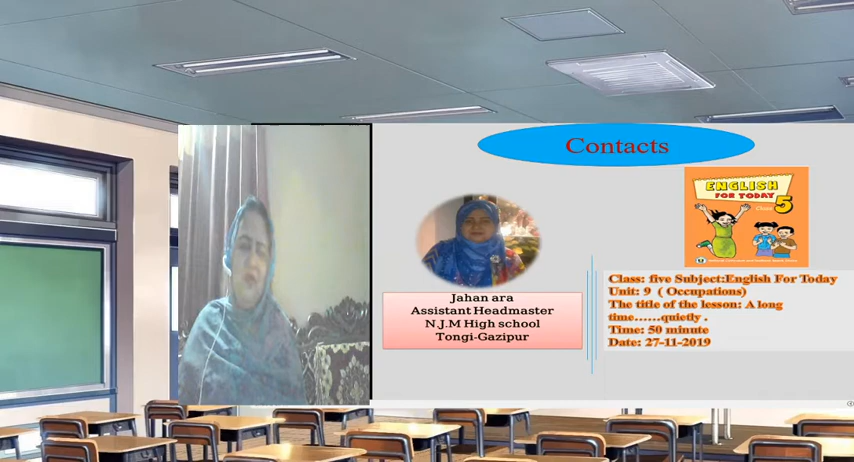 Contacts
ENGLISH
FOR TODAY
Class 5
Jahan ara
Assistant Headmaster
N.J.M High school
Tongi-Gazipur
Class: five Subject:English For Today
Unit: 9 ( Occupations)
The title of the lesson: A long
time......quietly .
Time: 50 minute
Date: 27-11-2019